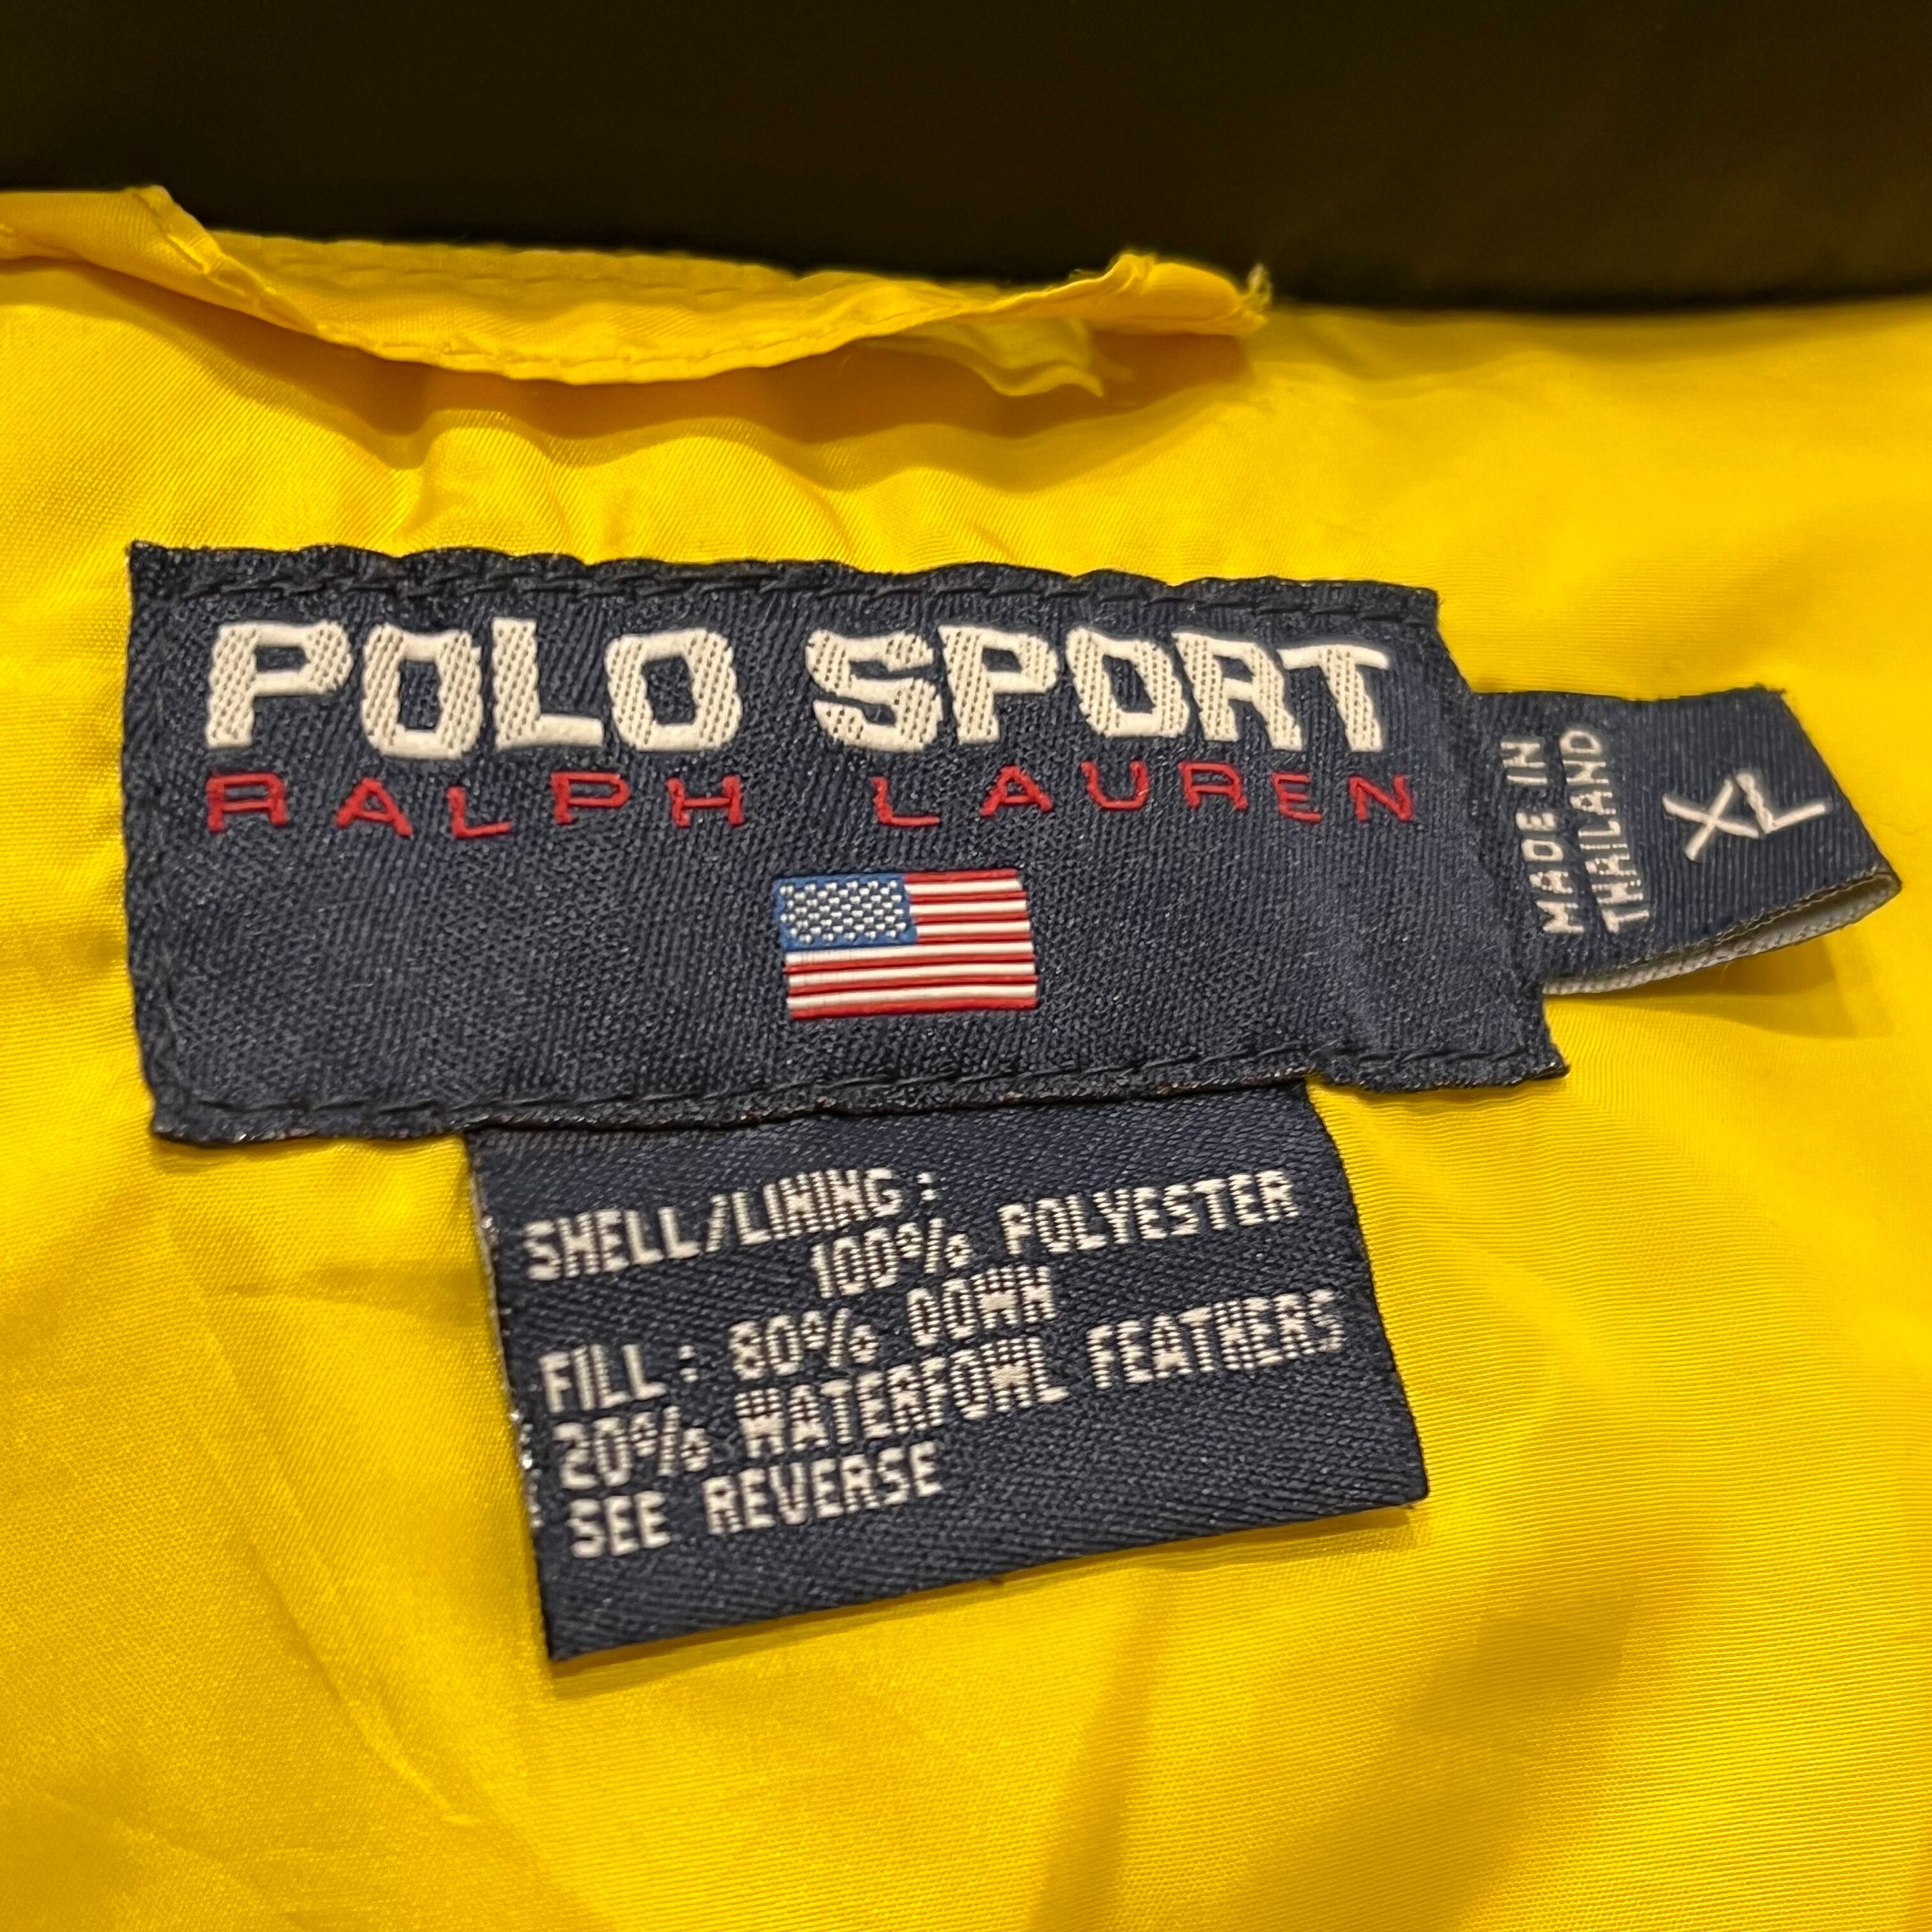 POLO SPORT
RALPH LAUREN
MADE IN
THAILAND
XL
SHELL/LINING:
100% POLYESTER
FILL: 80% DOWN
20% WATERFOWL FEATHERS
SEE REVERSE